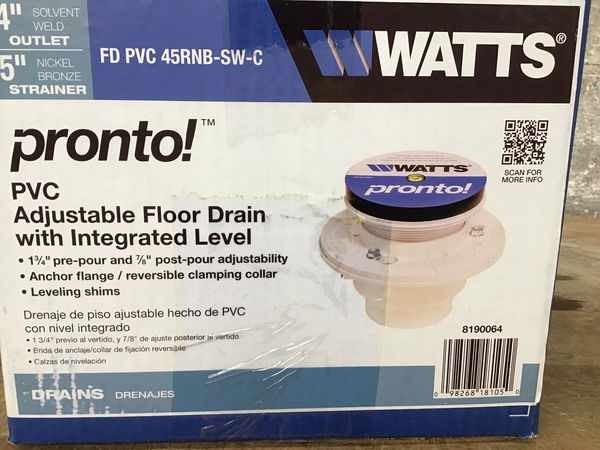 4" SOLVENT
WELD
OUTLET
5" NICKEL
BRONZE
STRAINER
FD PVC 45RNB-SW-C
WATTS®
pronto!™
PVC
Adjustable Floor Drain
with Integrated Level
• 1¾" pre-pour and ⅞" post-pour adjustability
• Anchor flange / reversible clamping collar
• Leveling shims
Drenaje de piso ajustable hecho de PVC
con nivel integrado
• 1 3/4" previo al vertido, y 7/8" de ajuste posterior al vertido
• Brida de anclaje/collar de fijación reversible
• Calzas de nivelación
WATTS
pronto!
SCAN FOR
MORE INFO
8190064
0 98268 18105 0
DRAINS DRENAJES